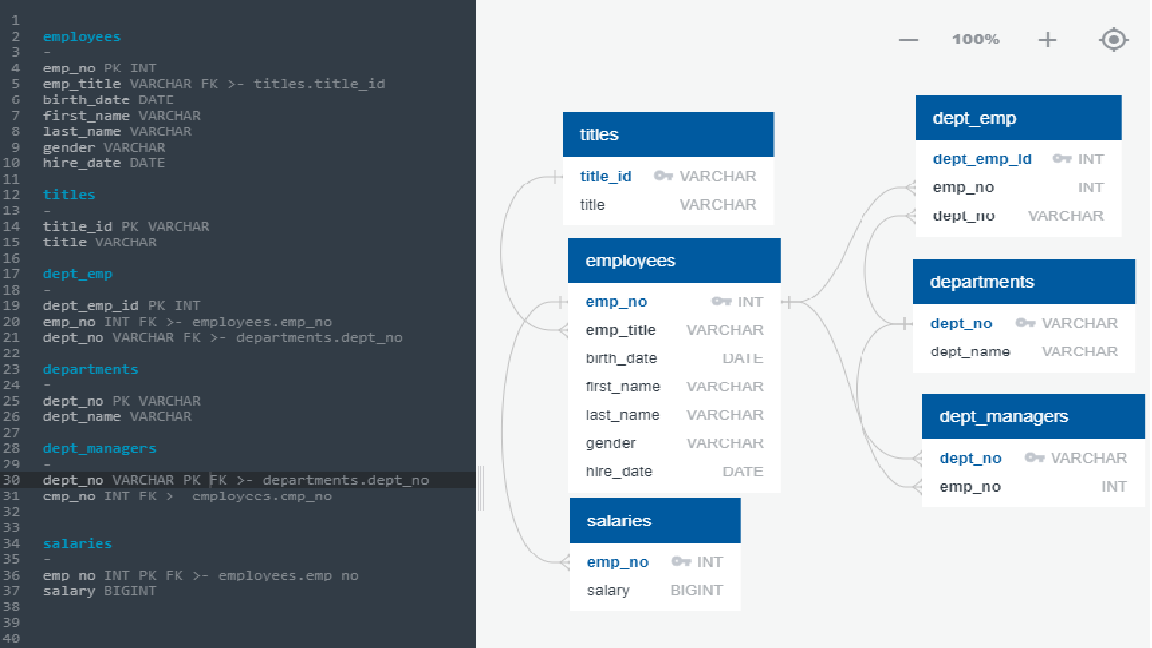 1
2 employees
3 -
4 emp_no PK INT
5 emp_title VARCHAR FK >- titles.title_id
6 birth_date DATE
7 first_name VARCHAR
8 last_name VARCHAR
9 gender VARCHAR
10 hire_date DATE
11
12 titles
13 -
14 title_id PK VARCHAR
15 title VARCHAR
16
17 dept_emp
18 -
19 dept_emp_id PK INT
20 emp_no INT FK >- employees.emp_no
21 dept_no VARCHAR FK >- departments.dept_no
22
23 departments
24 -
25 dept_no PK VARCHAR
26 dept_name VARCHAR
27
28 dept_managers
29 -
30 dept_no VARCHAR PK FK >- departments.dept_no
31 emp_no INT FK >- employees.emp_no
32
33
34 salaries
35 -
36 emp_no INT PK FK >- employees.emp_no
37 salary BIGINT
38
39
40
100%
titles
title_id VARCHAR
title VARCHAR
employees
emp_no INT
emp_title VARCHAR
birth_date DATE
first_name VARCHAR
last_name VARCHAR
gender VARCHAR
hire_date DATE
salaries
emp_no INT
salary BIGINT
dept_emp
dept_emp_id INT
emp_no INT
dept_no VARCHAR
departments
dept_no VARCHAR
dept_name VARCHAR
dept_managers
dept_no VARCHAR
emp_no INT